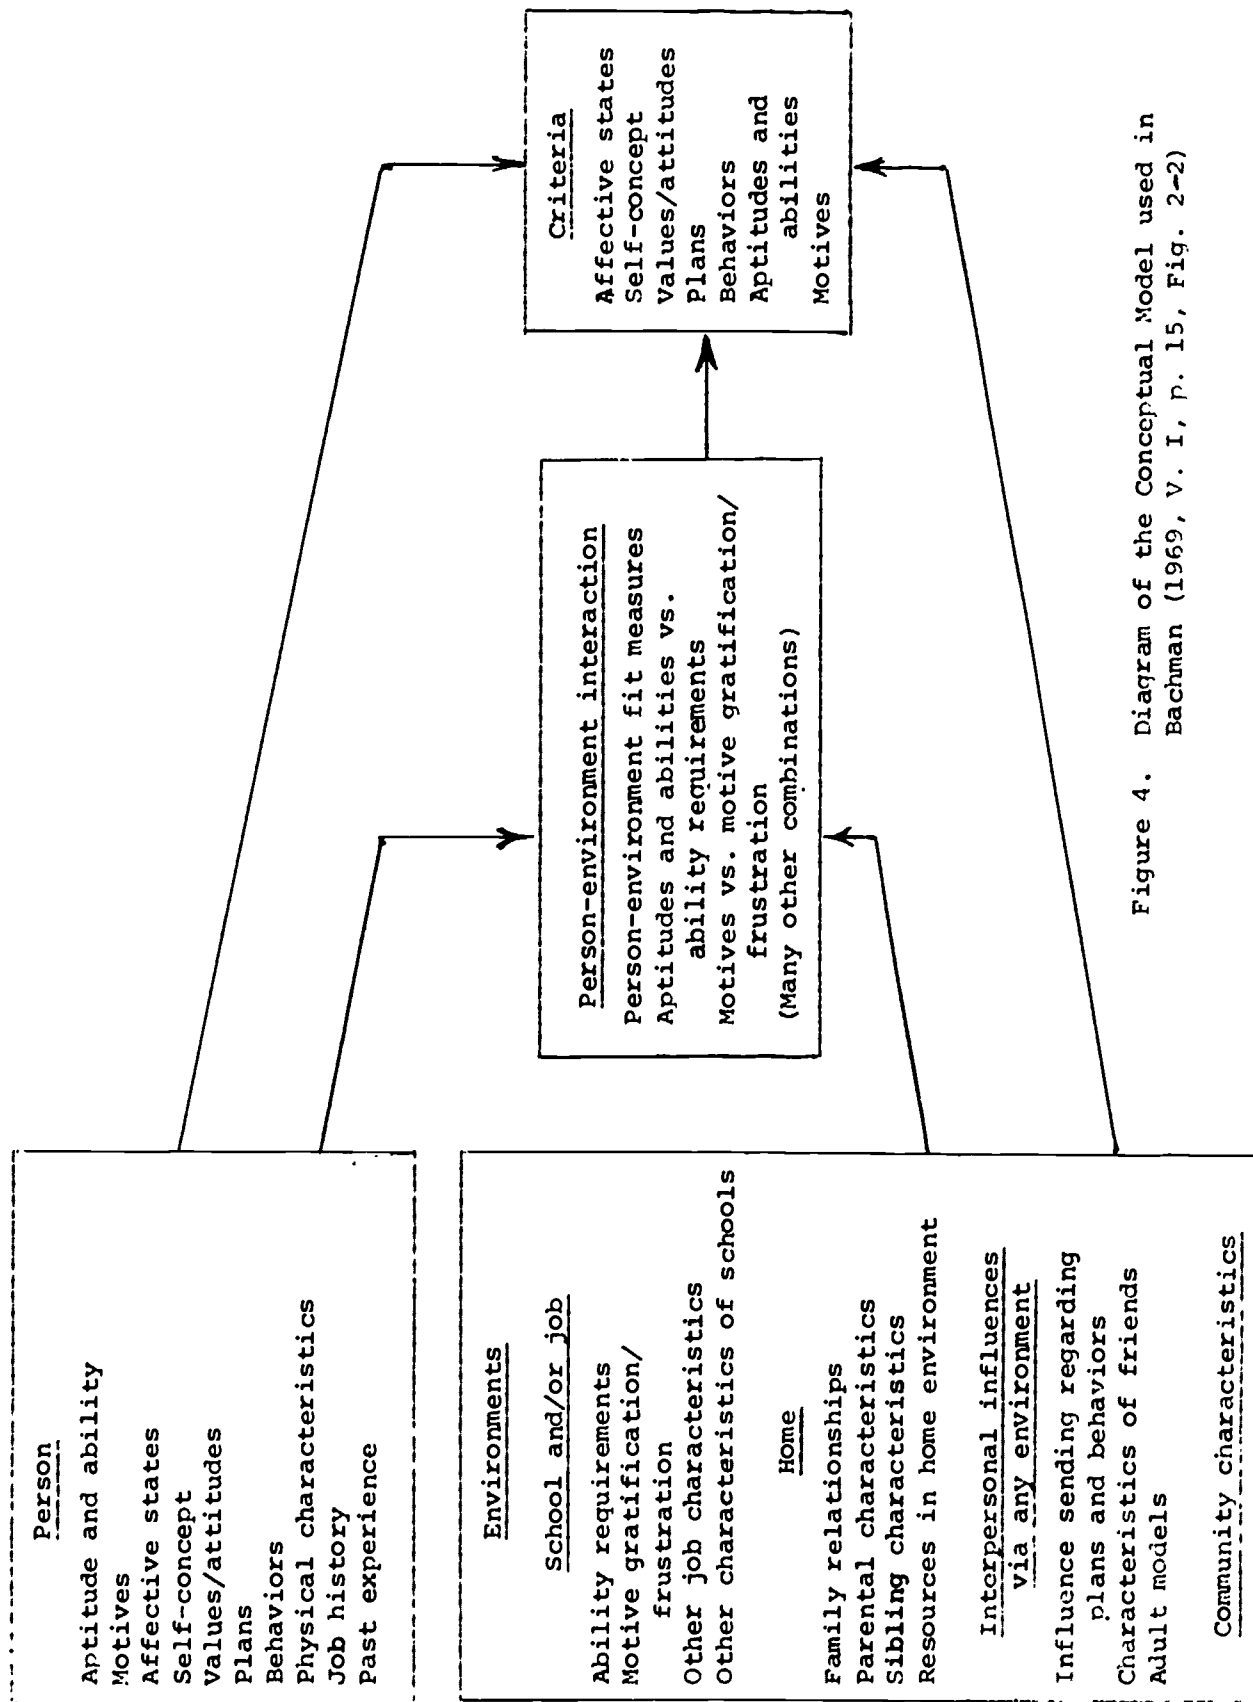 Person
Aptitude and ability
Motives
Affective states
Self-concept
Values/attitudes
Plans
Behaviors
Physical characteristics
Job history
Past experience
Environments
School and/or job
Ability requirements
Motive gratification/
frustration
Other job characteristics
Other characteristics of schools
Home
Family relationships
Parental characteristics
Sibling characteristics
Resources in home environment
Interpersonal influences
via any environment
Influence sending regarding
plans and behaviors
Characteristics of friends
Adult models
Community characteristics
Person-environment interaction
Person-environment fit measures
Aptitudes and abilities vs.
ability requirements
Motives vs. motive gratification/
frustration
(Many other combinations)
Criteria
Affective states
Self-concept
Values/attitudes
Plans
Behaviors
Aptitudes and
abilities
Motives
Figure 4. Diagram of the Conceptual Model used in
Bachman (1969, V. I, p. 15, Fig. 2-2)